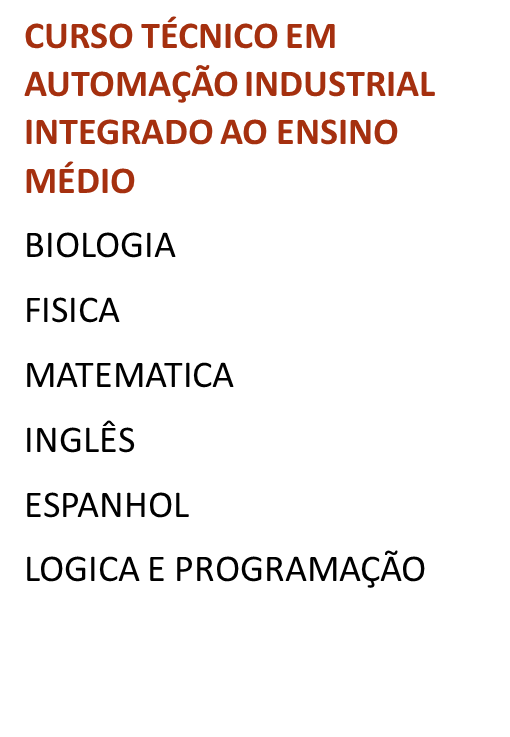 CURSO TÉCNICO EM
AUTOMAÇÃO INDUSTRIAL
INTEGRADO AO ENSINO
MÉDIO
BIOLOGIA
FISICA
MATEMATICA
INGLÊS
ESPANHOL
LOGICA E PROGRAMAÇÃO